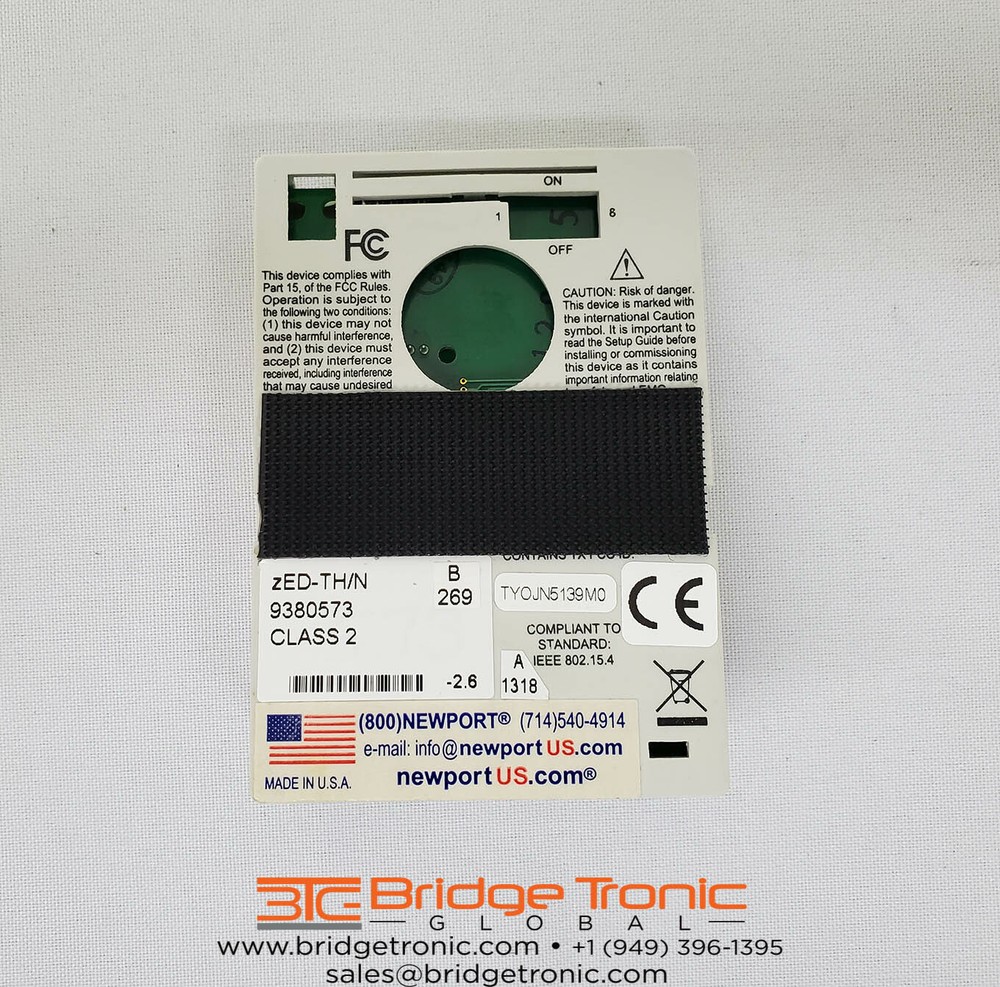 ON
1
8
OFF
FC
This device complies with
Part 15, of the FCC Rules.
Operation is subject to
the following two conditions:
(1) this device may not
cause harmful interference,
and (2) this device must
accept any interference
received, including interference
that may cause undesired
CAUTION: Risk of danger.
This device is marked with
the international Caution
symbol. It is important to
read the Setup Guide before
installing or commissioning
this device as it contains
important information relating
CONTAINS TX FCC ID:
zED-TH/N
9380573
CLASS 2
B
269
-2.6
TYOJN5139M0
CE
COMPLIANT TO
STANDARD:
IEEE 802.15.4
A
1318
(800)NEWPORT® (714)540-4914
e-mail: info@newportUS.com
newportUS.com®
MADE IN U.S.A.
BTG Bridge Tronic
GLOBAL
www.bridgetronic.com • +1 (949) 396-1395
sales@bridgetronic.com